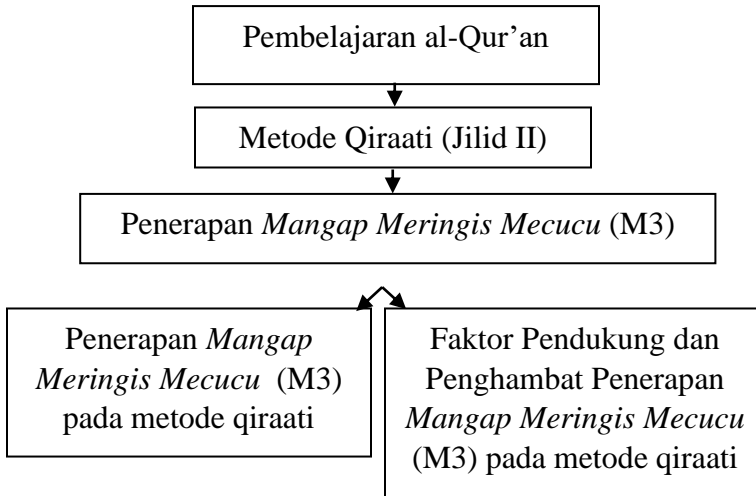 Pembelajaran al-Qur’an
Metode Qiraati (Jilid II)
Penerapan Mangap Meringis Mecucu (M3)
Penerapan Mangap
Meringis Mecucu (M3)
pada metode qiraati
Faktor Pendukung dan
Penghambat Penerapan
Mangap Meringis Mecucu
(M3) pada metode qiraati